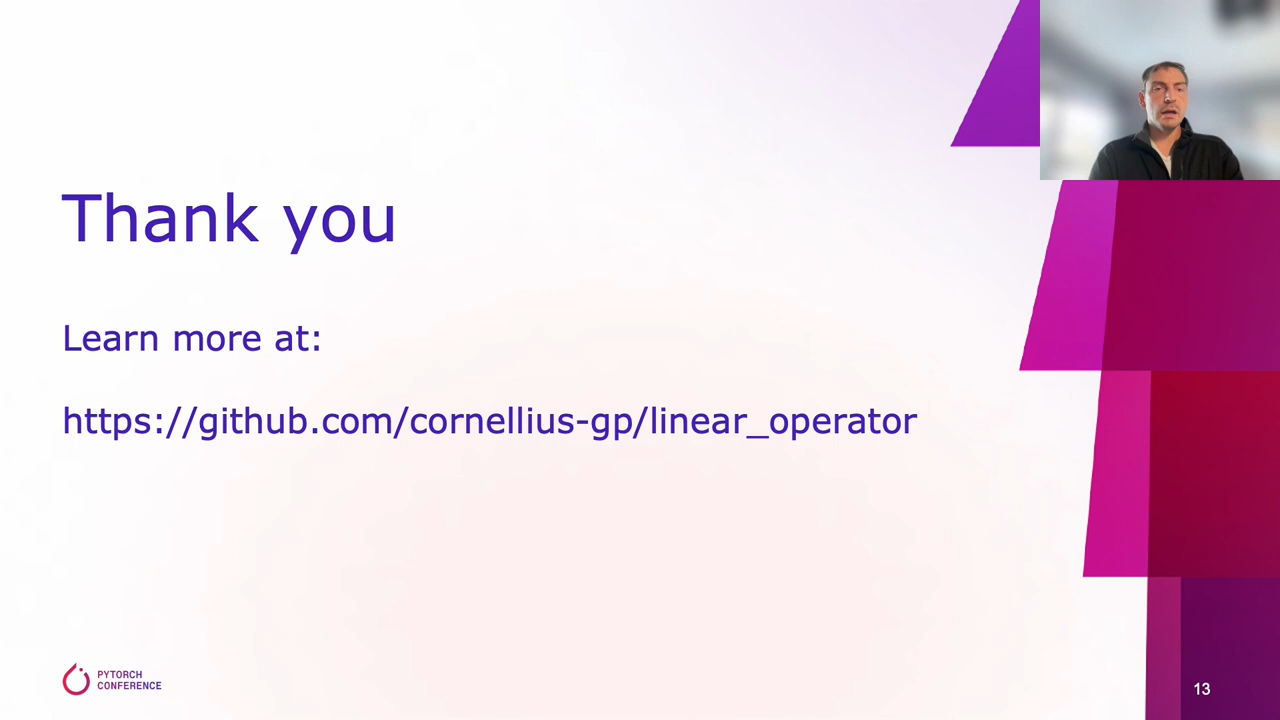 Thank you
Learn more at:
https://github.com/cornellius-gp/linear_operator
PYTORCH
CONFERENCE
13